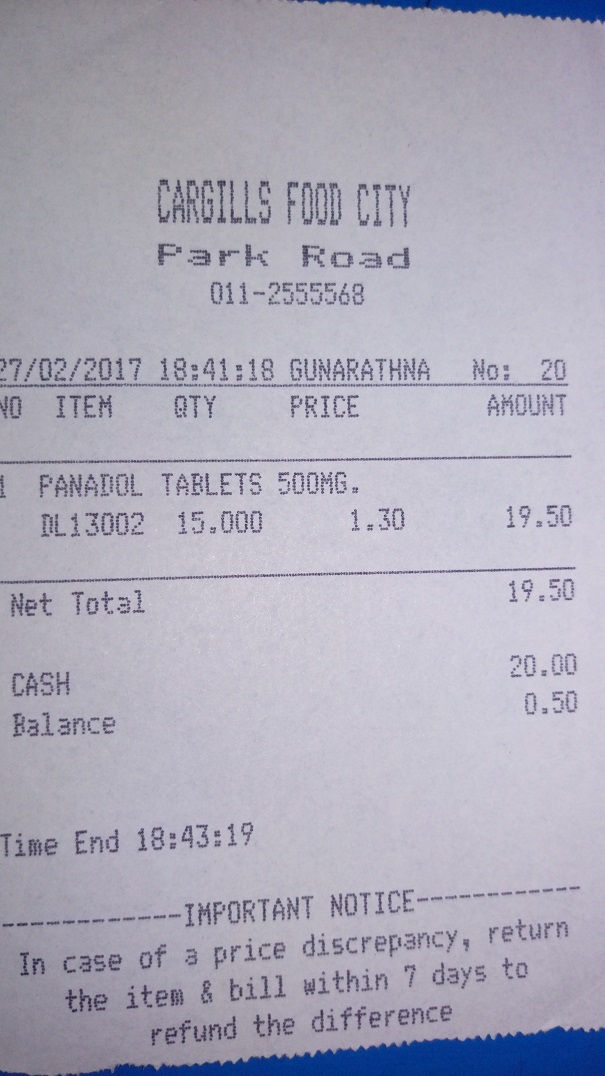 CARGILLS FOOD CITY
Park Road
011-2555568
27/02/2017 18:41:18 GUNARATHNA No: 20
NO ITEM QTY PRICE AMOUNT
1 PANADOL TABLETS 500MG.
DL13002 15.000 1.30 19.50
Net Total 19.50
CASH 20.00
Balance 0.50
Time End 18:43:19
------------IMPORTANT NOTICE------------
In case of a price discrepancy, return
the item & bill within 7 days to
refund the difference